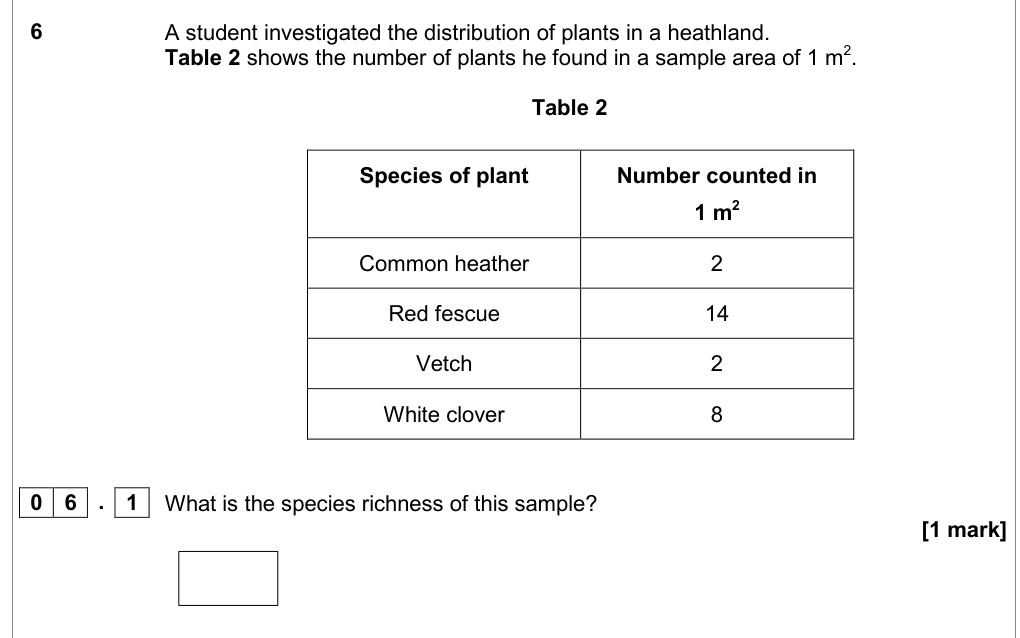 6 A student investigated the distribution of plants in a heathland.
Table 2 shows the number of plants he found in a sample area of 1 m².
Table 2
Species of plant Number counted in
1 m²
Common heather 2
Red fescue 14
Vetch 2
White clover 8
0 6 . 1 What is the species richness of this sample?
[1 mark]